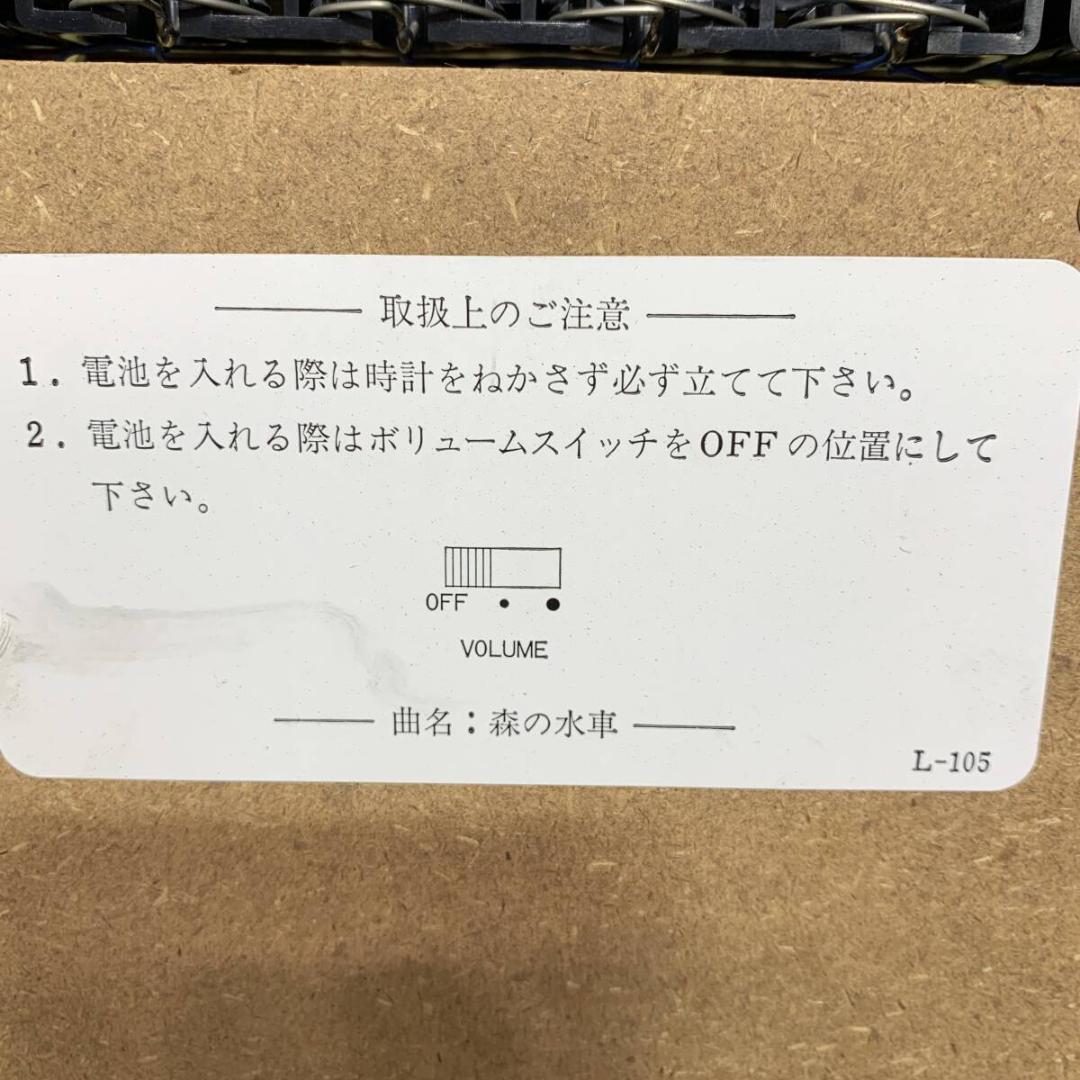 取扱上のご注意
1. 電池を入れる際は時計をねかさず必ず立てて下さい。
2. 電池を入れる際はボリュームスイッチをOFFの位置にして
下さい。
OFF ・ ●
VOLUME
曲名：森の水車
L-105